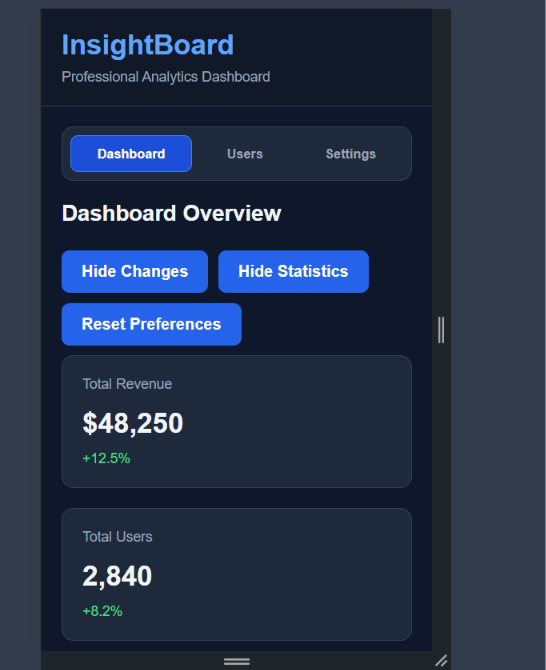 InsightBoard
Professional Analytics Dashboard
Dashboard Users Settings
Dashboard Overview
Hide Changes Hide Statistics
Reset Preferences
Total Revenue
$48,250
+12.5%
Total Users
2,840
+8.2%